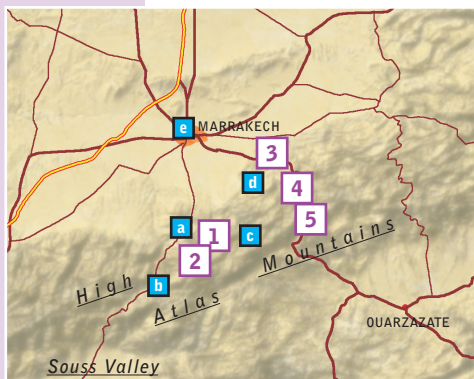 e
MARRAKECH
3
d
4
5
a
1
c
2
Mountains
High
b
Atlas
OUARZAZATE
Souss Valley